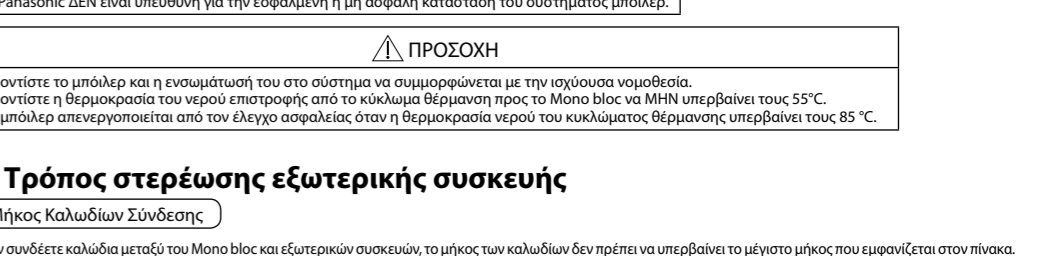 Panasonic ΔΕΝ είναι υπεύθυνη για την εσφαλμένη ή μη ασφαλή κατάσταση του συστήματος μπόιλερ.
ΠΡΟΣΟΧΗ
οντίστε το μπόιλερ και η ενσωμάτωσή του στο σύστημα να συμμορφώνεται με την ισχύουσα νομοθεσία.
οντίστε η θερμοκρασία του νερού επιστροφής από το κύκλωμα θέρμανση προς το Mono bloc να ΜΗΝ υπερβαίνει τους 55°C.
μπόιλερ απενεργοποιείται από τον έλεγχο ασφαλείας όταν η θερμοκρασία νερού του κυκλώματος θέρμανσης υπερβαίνει τους 85 °C.
Τρόπος στερέωσης εξωτερικής συσκευής
Μήκος Καλωδίων Σύνδεσης
ν συνδέετε καλώδια μεταξύ του Mono bloc και εξωτερικών συσκευών, το μήκος των καλωδίων δεν πρέπει να υπερβαίνει το μέγιστο μήκος που εμφανίζεται στον πίνακα.